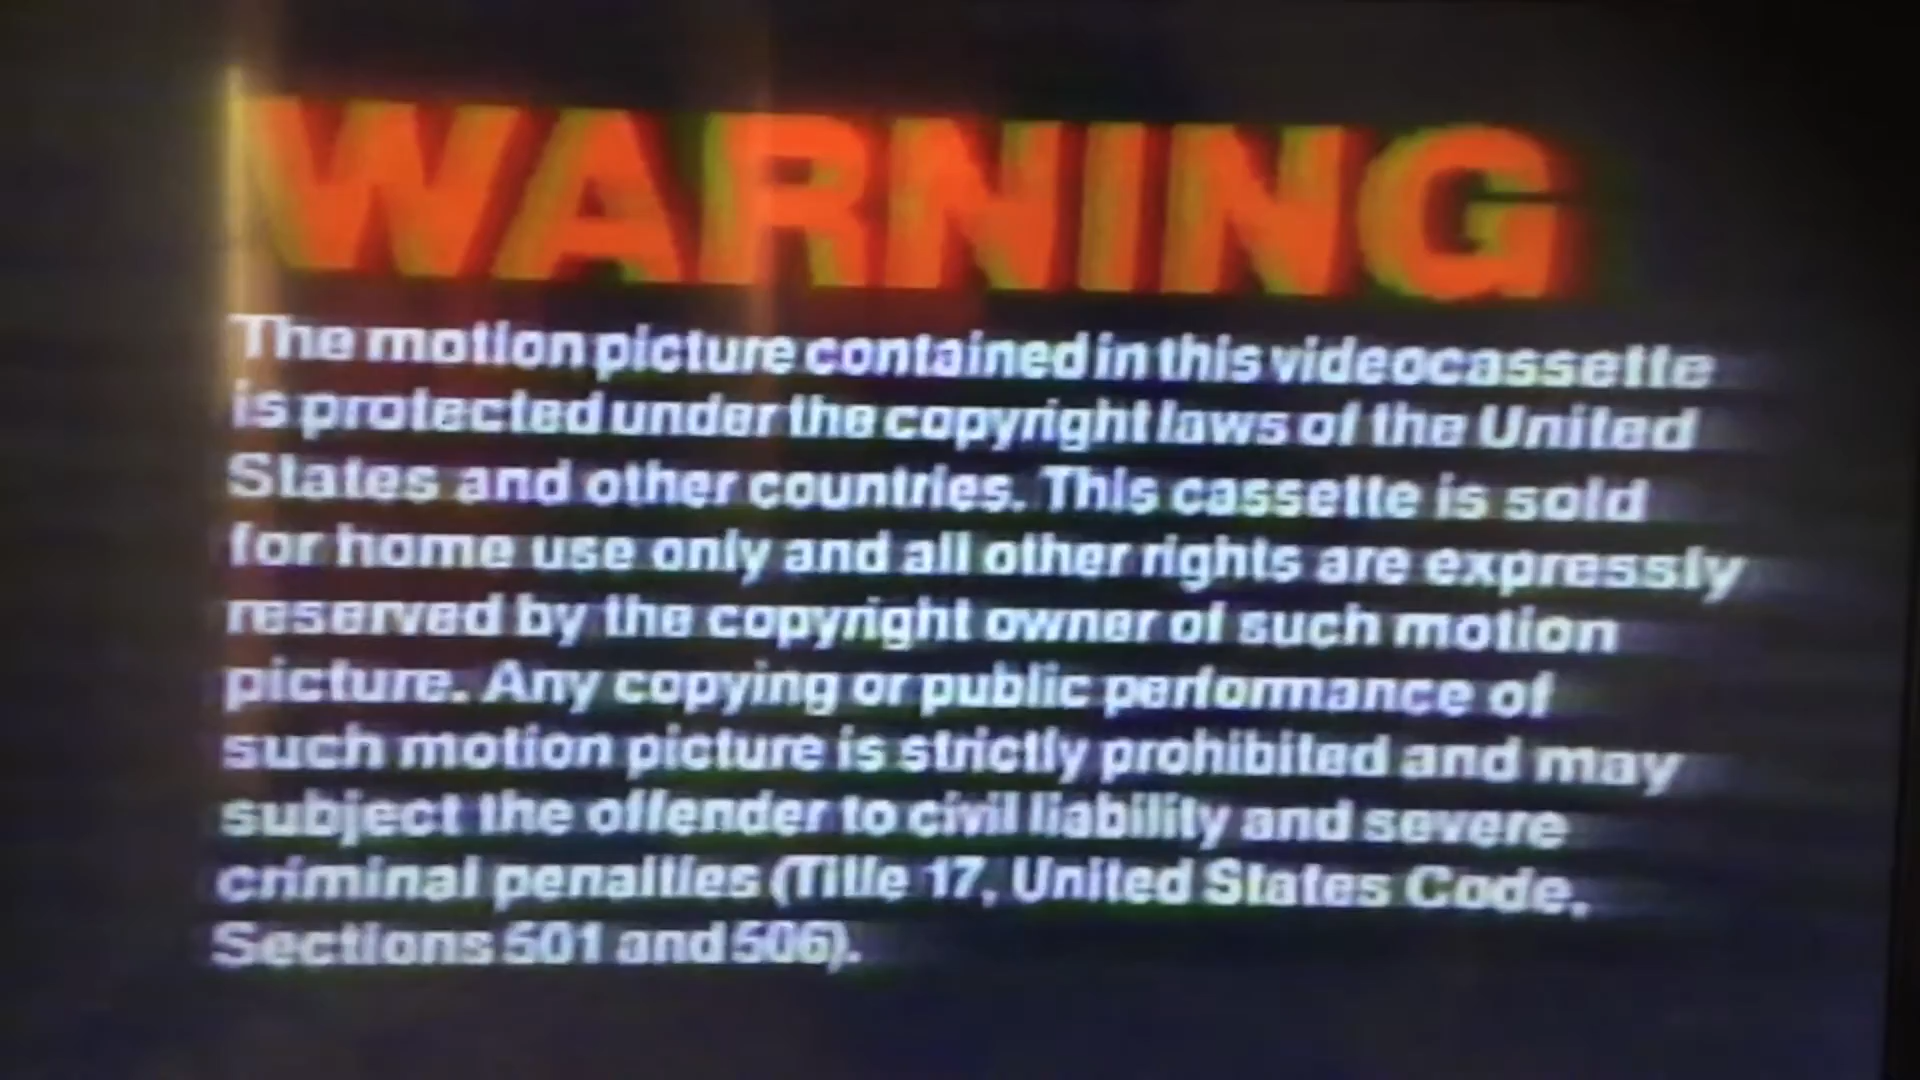 WARNING
The motion picture contained in this videocassette
is protected under the copyright laws of the United
States and other countries. This cassette is sold
for home use only and all other rights are expressly
reserved by the copyright owner of such motion
picture. Any copying or public performance of
such motion picture is strictly prohibited and may
subject the offender to civil liability and severe
criminal penalties (Title 17, United States Code,
Sections 501 and 506).